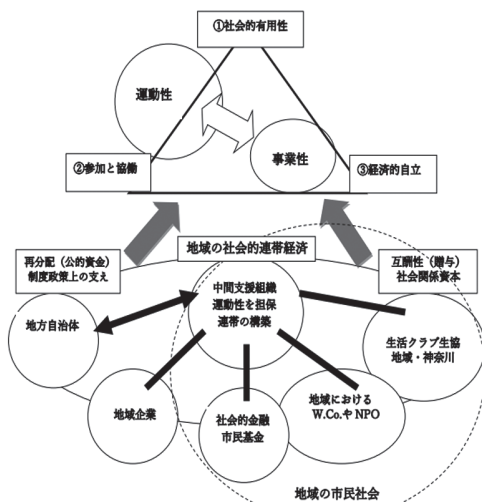 ①社会的有用性
運動性
事業性
②参加と協働
③経済的自立
再分配（公的資金）
制度政策上の支え
地域の社会的連帯経済
互酬性（贈与）
社会関係資本
中間支援組織
運動性を担保
連帯の構築
地方自治体
生活クラブ生協
地域・神奈川
地域企業
社会的金融
市民基金
地域における
W.Co.やNPO
地域の市民社会